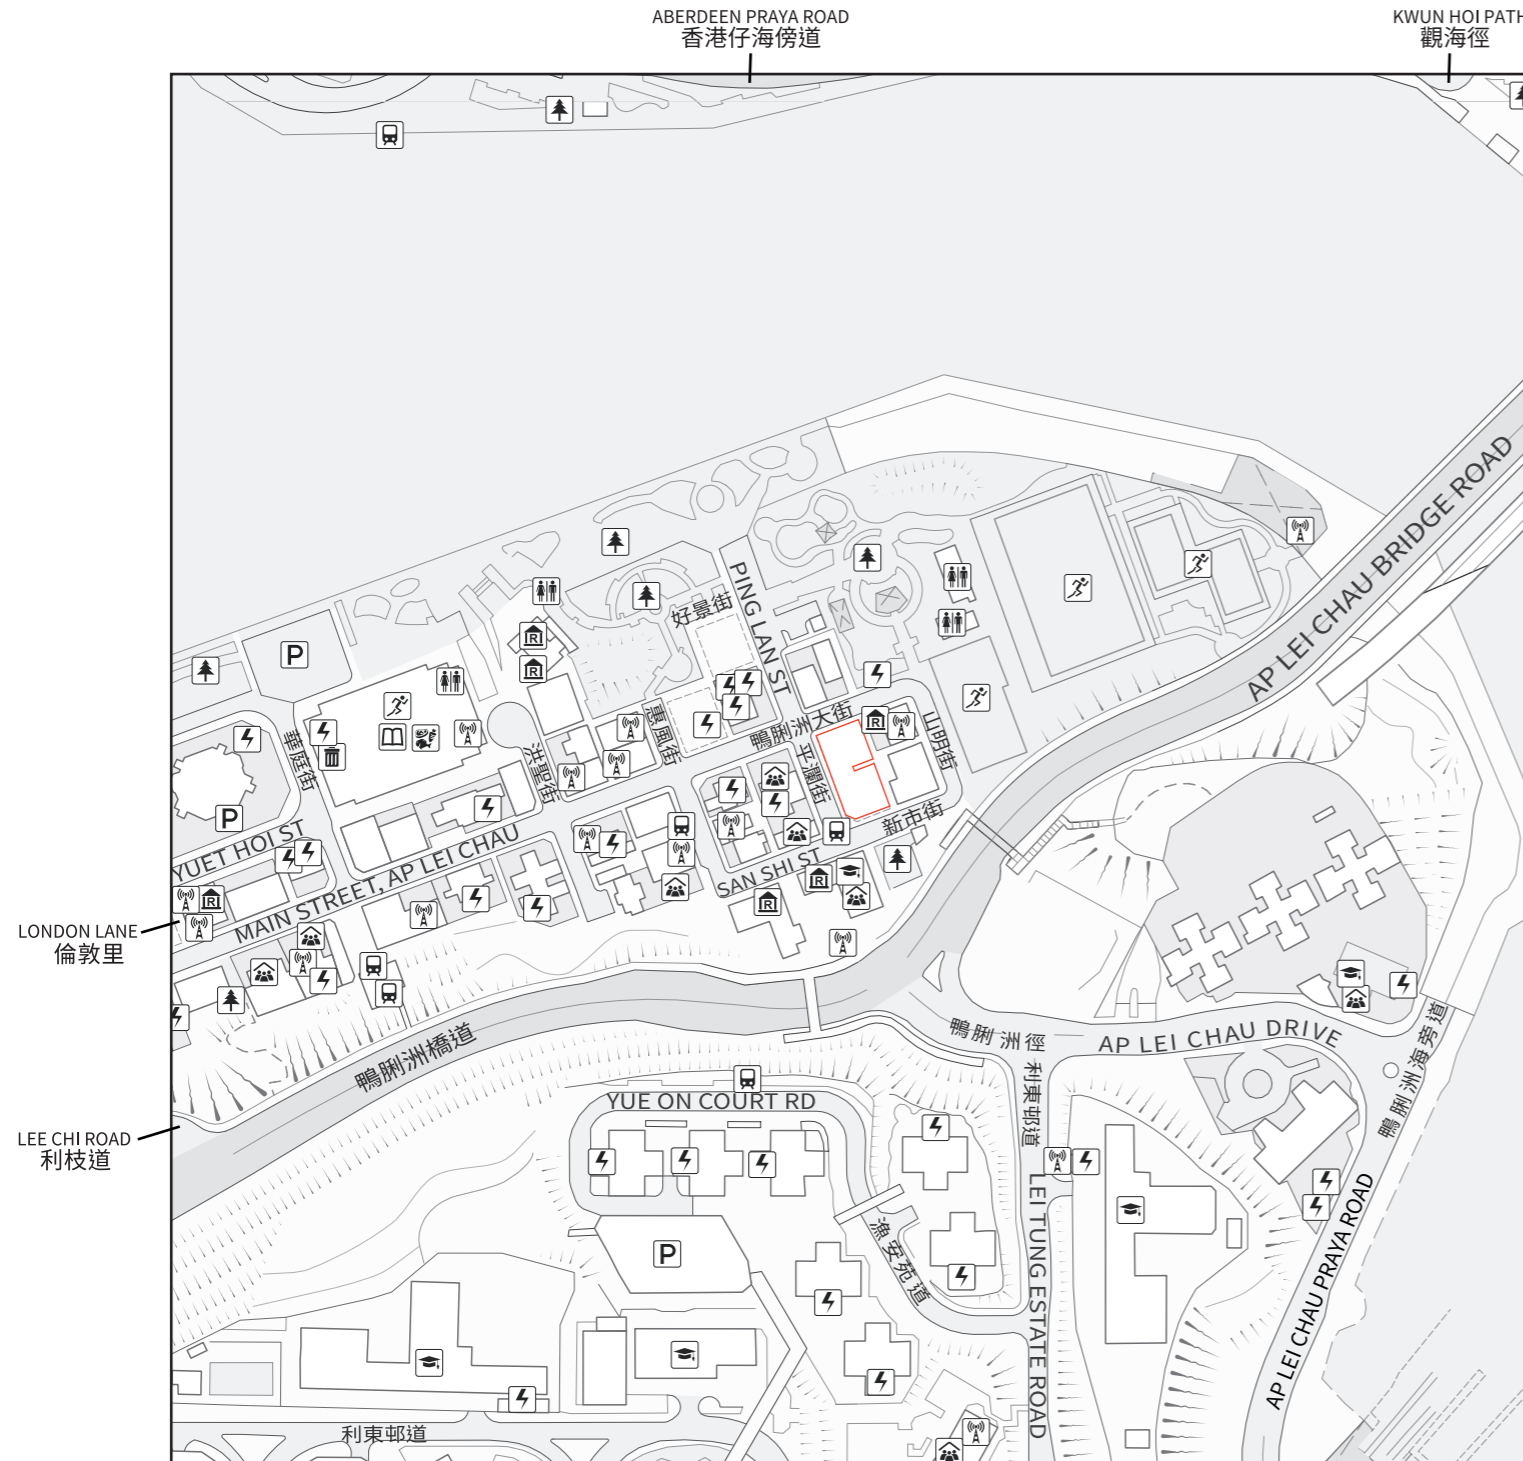 ABERDEEN PRAYA ROAD
香港仔海傍道
KWUN HOI PATH
觀海徑
AP LEI CHAU BRIDGE ROAD
PING LAN ST
好景街
惠風街
鴨脷洲大街
平瀾街
山明街
新市街
洪聖街
華庭街
P
P
YUET HOI ST
MAIN STREET, AP LEI CHAU
SAN SHI ST
R
R
R
R
R
R
LONDON LANE
倫敦里
LEE CHI ROAD
利枝道
鴨脷洲橋道
鴨脷洲徑
AP LEI CHAU DRIVE
鴨脷洲海旁道
利東邨道
YUE ON COURT RD
漁安苑道
P
LEI TUNG ESTATE ROAD
AP LEI CHAU PRAYA ROAD
利東邨道